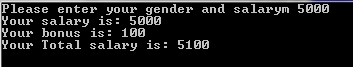 Please enter your gender and salarym 5000
Your salary is: 5000
Your bonus is: 100
Your Total salary is: 5100